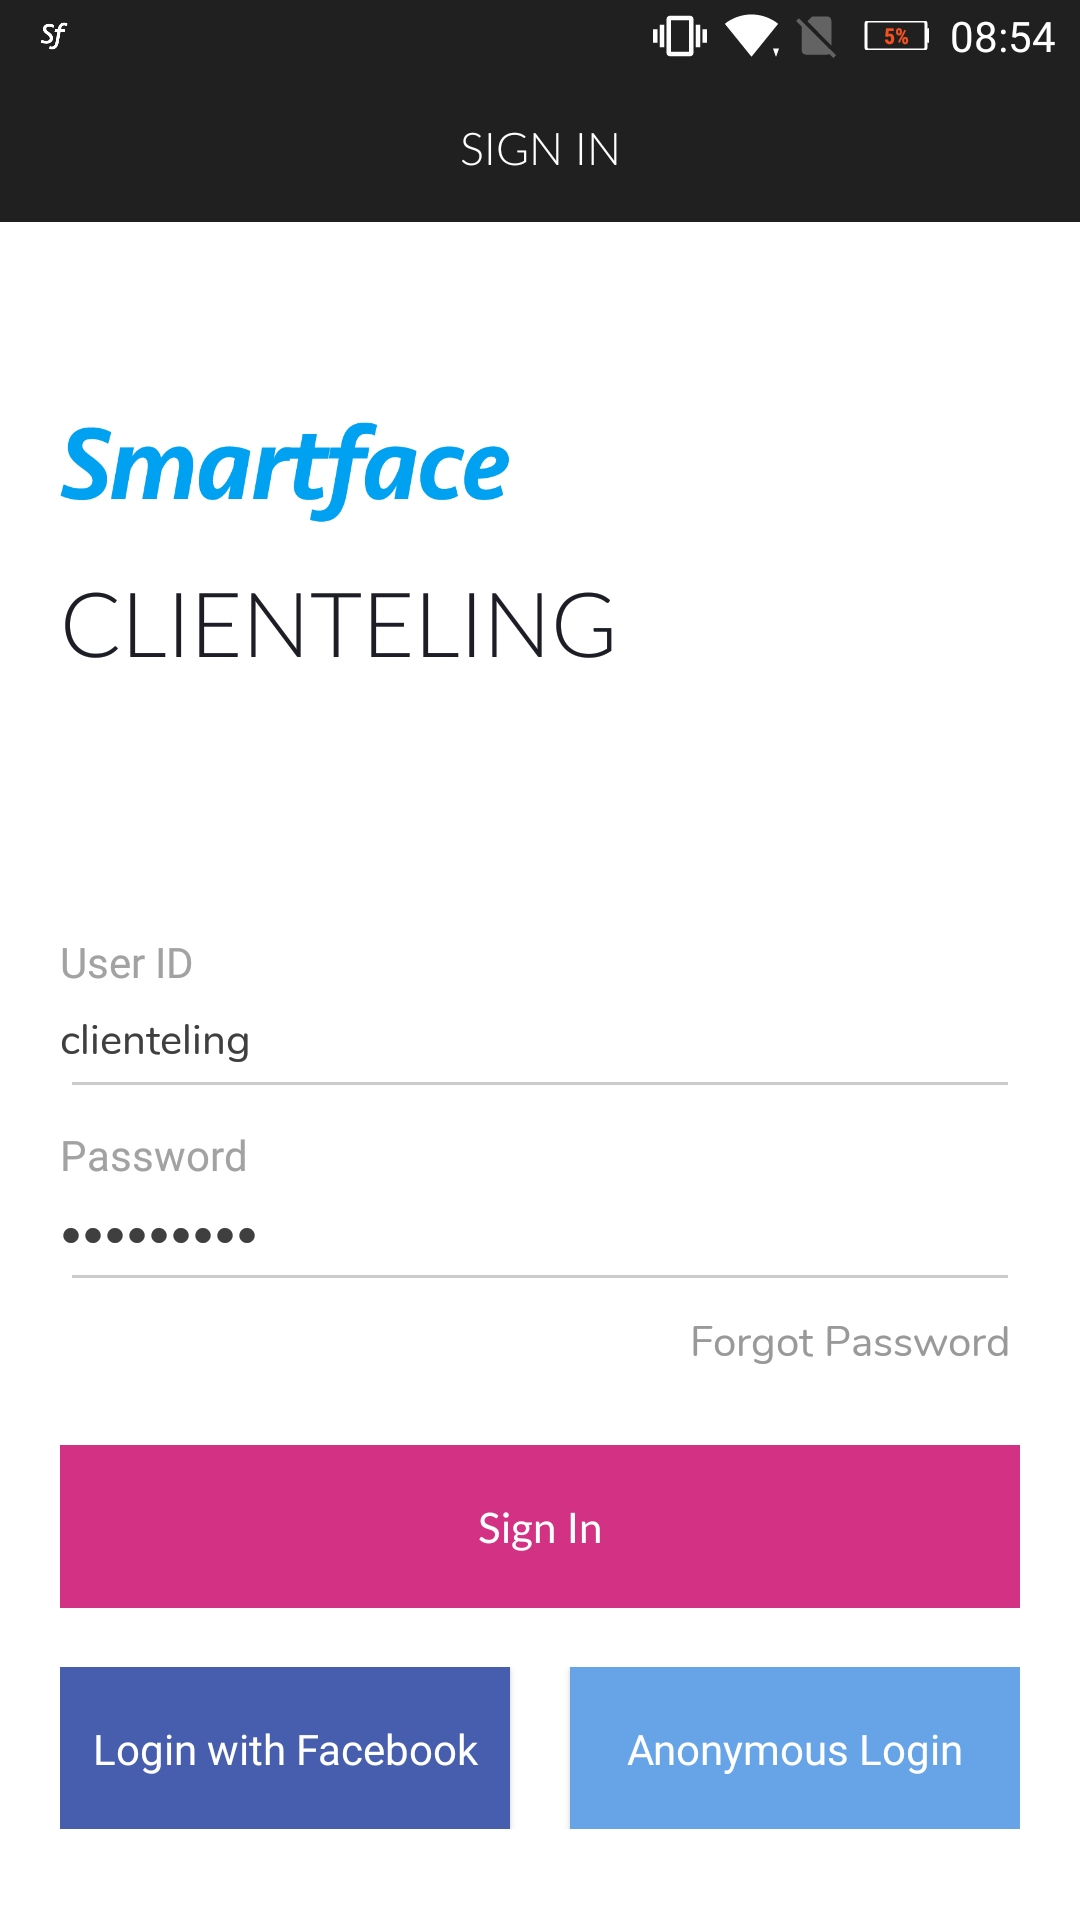 Sf 5% 08:54
SIGN IN
Smartface
CLIENTELING
User ID
clienteling
Password
•••••••••
Forgot Password
Sign In
Login with Facebook
Anonymous Login